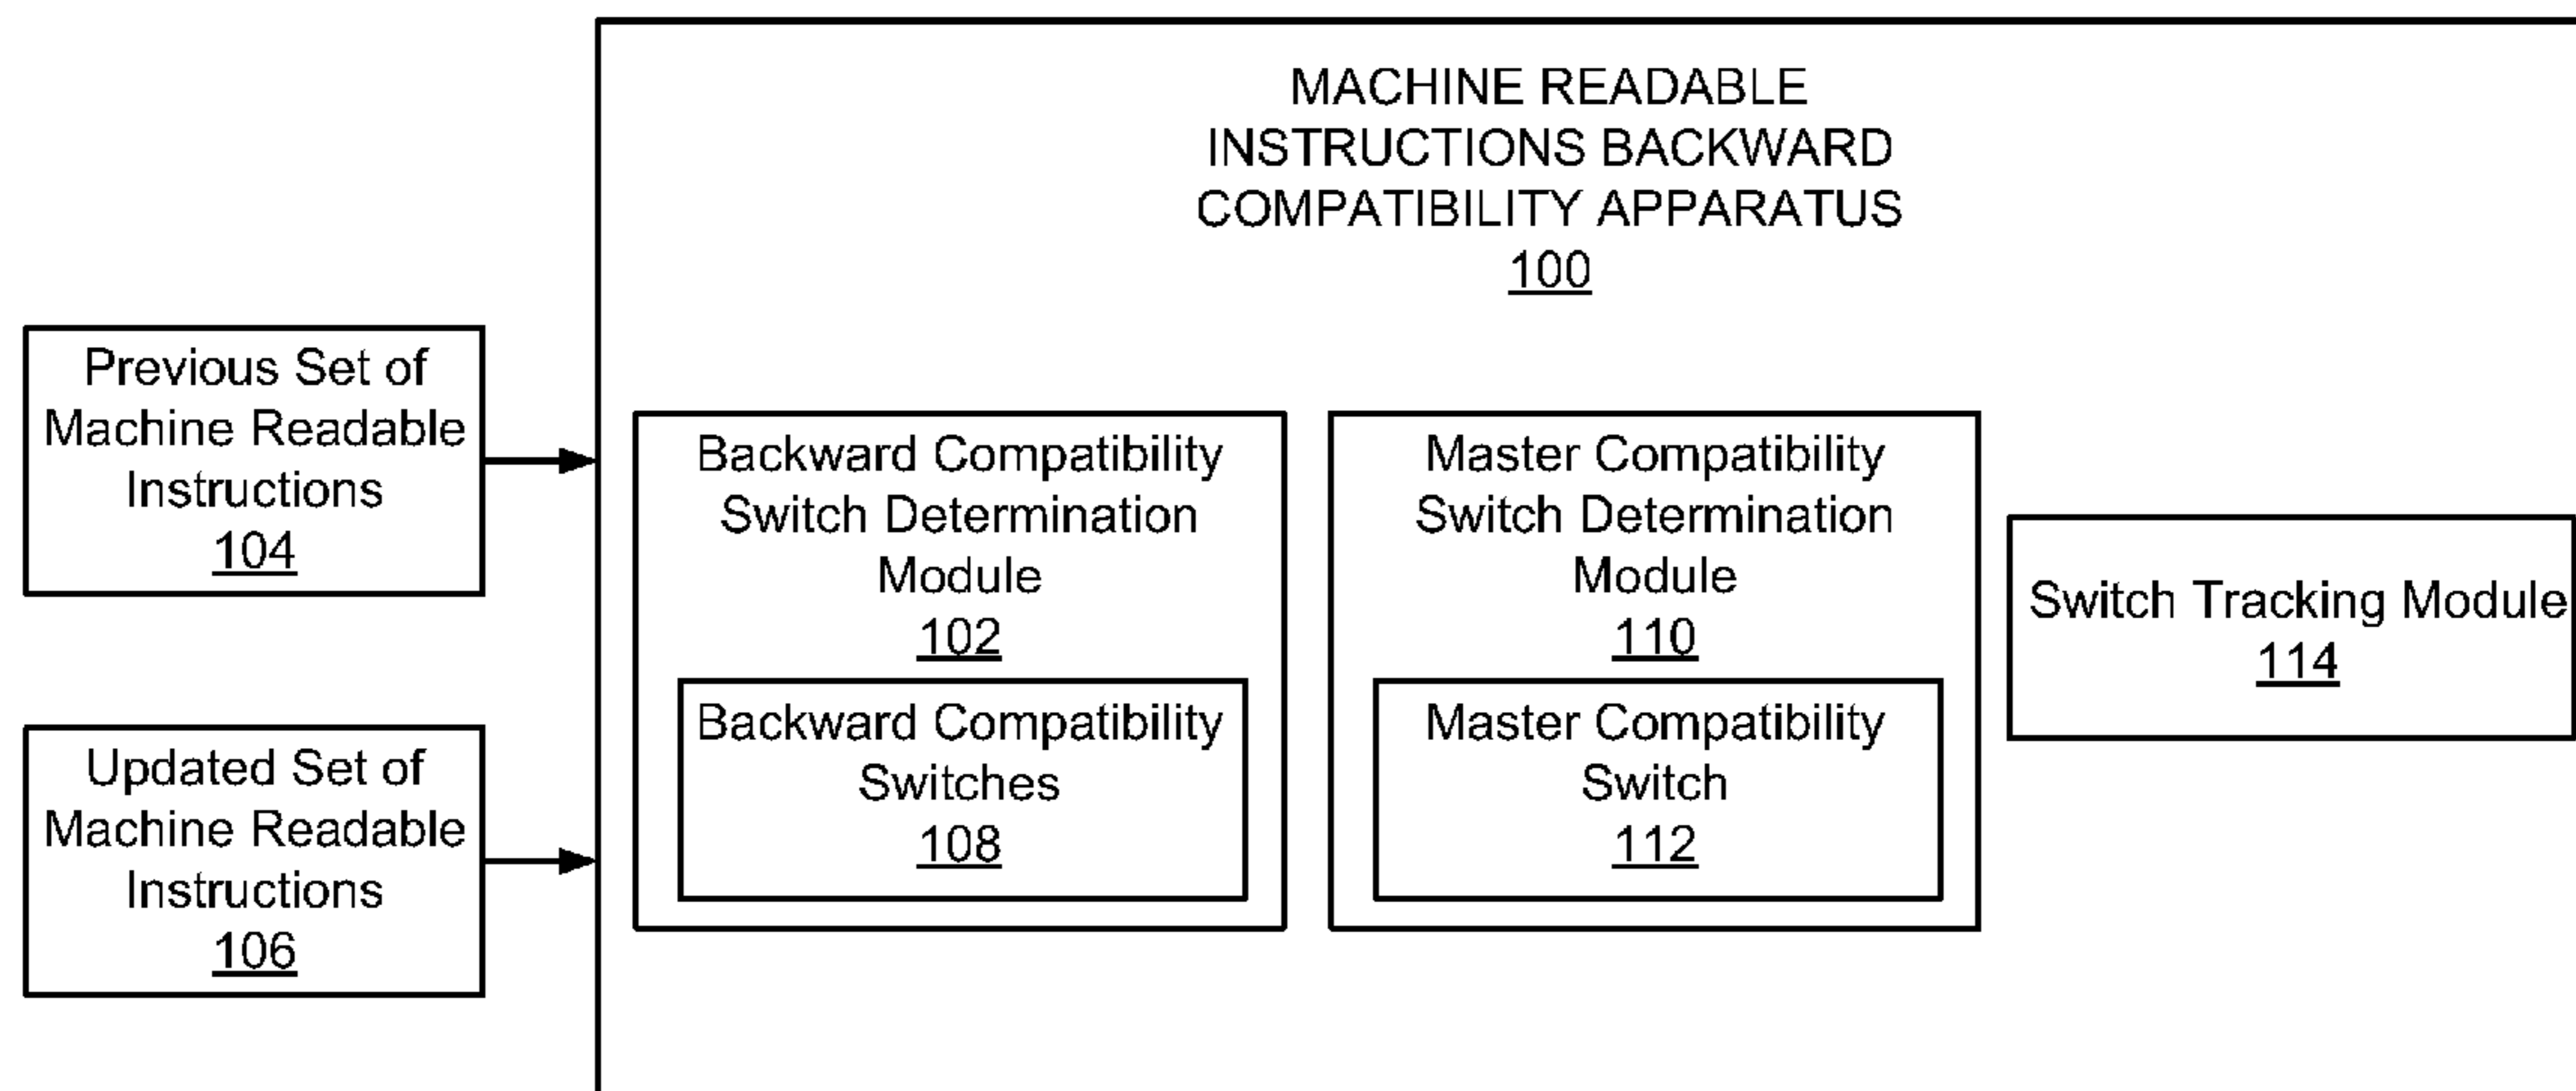 MACHINE READABLE
INSTRUCTIONS BACKWARD
COMPATIBILITY APPARATUS
100
Previous Set of
Machine Readable
Instructions
104
Updated Set of
Machine Readable
Instructions
106
Backward Compatibility
Switch Determination
Module
102
Backward Compatibility
Switches
108
Master Compatibility
Switch Determination
Module
110
Master Compatibility
Switch
112
Switch Tracking Module
114